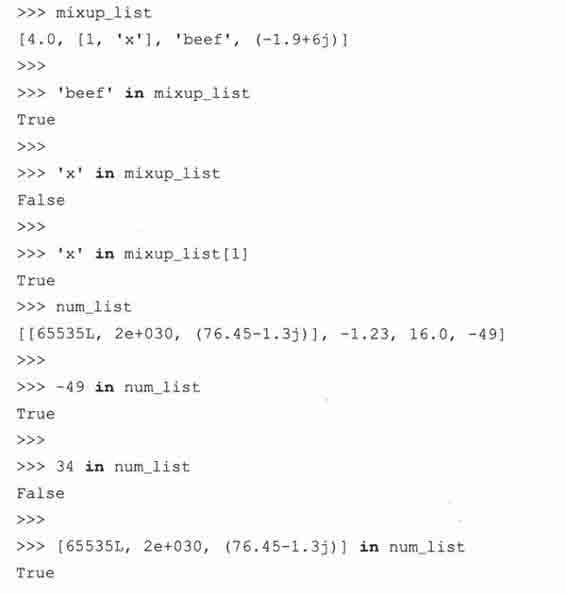 >>> mixup_list
[4.0, [1, 'x'], 'beef', (-1.9+6j)]
>>>
>>> 'beef' in mixup_list
True
>>>
>>> 'x' in mixup_list
False
>>>
>>> 'x' in mixup_list[1]
True
>>> num_list
[[65535L, 2e+030, (76.45-1.3j)], -1.23, 16.0, -49]
>>>
>>> -49 in num_list
True
>>>
>>> 34 in num_list
False
>>>
>>> [65535L, 2e+030, (76.45-1.3j)] in num_list
True